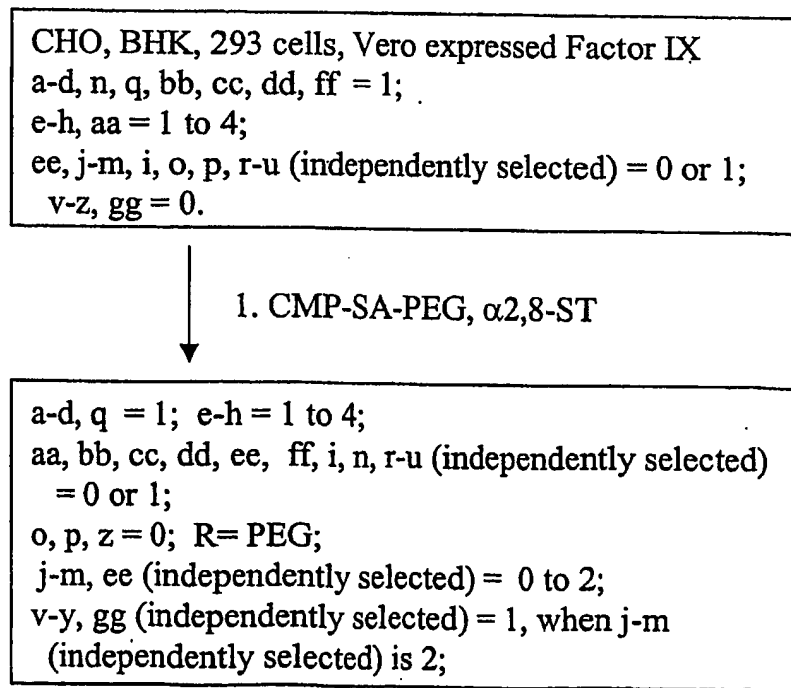 CHO, BHK, 293 cells, Vero expressed Factor IX
a-d, n, q, bb, cc, dd, ff = 1;
e-h, aa = 1 to 4;
ee, j-m, i, o, p, r-u (independently selected) = 0 or 1;
v-z, gg = 0.
1. CMP-SA-PEG, α2,8-ST
a-d, q = 1; e-h = 1 to 4;
aa, bb, cc, dd, ee, ff, i, n, r-u (independently selected)
= 0 or 1;
o, p, z = 0; R= PEG;
j-m, ee (independently selected) = 0 to 2;
v-y, gg (independently selected) = 1, when j-m
(independently selected) is 2;